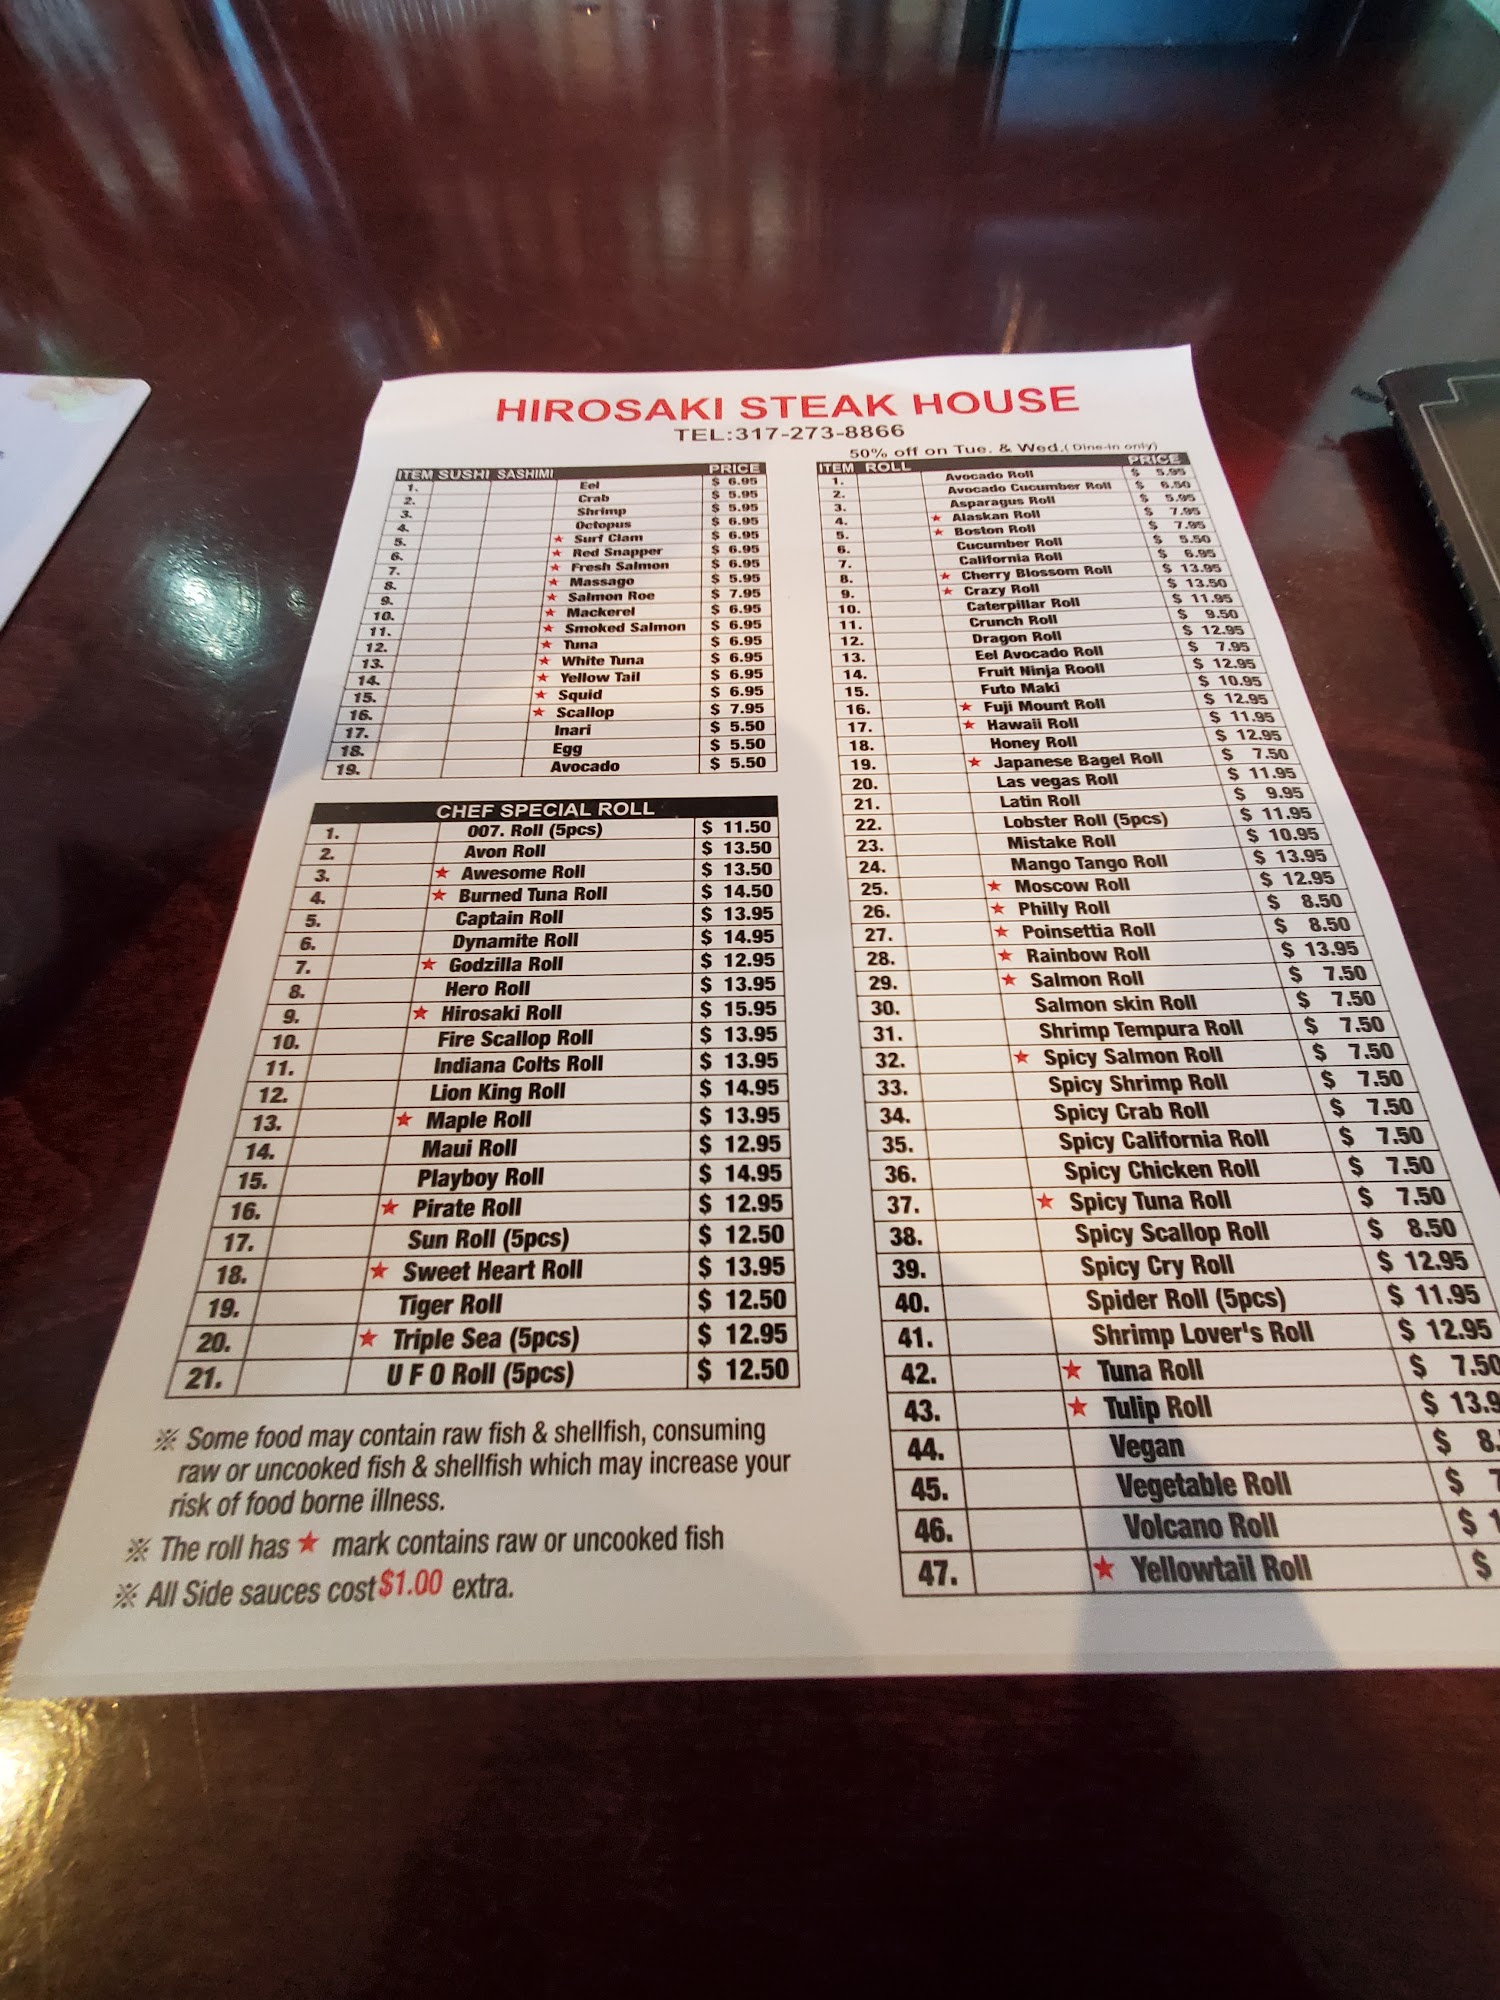 HIROSAKI STEAK HOUSE
TEL:317-273-8866
50% off on Tue. & Wed.( Dine-in only)
ITEM SUSHI SASHIMI PRICE
1. Eel $ 6.95
2. Crab $ 5.95
3. Shrimp $ 5.95
4. Octopus $ 6.95
5. ★ Surf Clam $ 6.95
6. ★ Red Snapper $ 6.95
7. ★ Fresh Salmon $ 6.95
8. ★ Massago $ 5.95
9. ★ Salmon Roe $ 7.95
10. ★ Mackerel $ 6.95
11. ★ Smoked Salmon $ 6.95
12. ★ Tuna $ 6.95
13. ★ White Tuna $ 6.95
14. ★ Yellow Tail $ 6.95
15. ★ Squid $ 6.95
16. ★ Scallop $ 7.95
17. Inari $ 5.50
18. Egg $ 5.50
19. Avocado $ 5.50
CHEF SPECIAL ROLL
1. 007. Roll (5pcs) $ 11.50
2. Avon Roll $ 13.50
3. ★ Awesome Roll $ 13.50
4. ★ Burned Tuna Roll $ 14.50
5. Captain Roll $ 13.95
6. Dynamite Roll $ 14.95
7. ★ Godzilla Roll $ 12.95
8. Hero Roll $ 13.95
9. ★ Hirosaki Roll $ 15.95
10. Fire Scallop Roll $ 13.95
11. Indiana Colts Roll $ 13.95
12. Lion King Roll $ 14.95
13. ★ Maple Roll $ 13.95
14. Maui Roll $ 12.95
15. Playboy Roll $ 14.95
16. ★ Pirate Roll $ 12.95
17. Sun Roll (5pcs) $ 12.50
18. ★ Sweet Heart Roll $ 13.95
19. Tiger Roll $ 12.50
20. ★ Triple Sea (5pcs) $ 12.95
21. U F O Roll (5pcs) $ 12.50
※ Some food may contain raw fish & shellfish, consuming
raw or uncooked fish & shellfish which may increase your
risk of food borne illness.
※ The roll has ★ mark contains raw or uncooked fish
※ All Side sauces cost $1.00 extra.
ITEM ROLL PRICE
1. Avocado Roll $ 5.95
2. Avocado Cucumber Roll $ 6.50
3. Asparagus Roll $ 5.95
4. ★ Alaskan Roll $ 7.95
5. ★ Boston Roll $ 7.95
6. Cucumber Roll $ 5.50
7. California Roll $ 6.95
8. ★ Cherry Blossom Roll $ 13.95
9. ★ Crazy Roll $ 13.50
10. Caterpillar Roll $ 11.95
11. Crunch Roll $ 9.50
12. Dragon Roll $ 12.95
13. Eel Avocado Roll $ 7.95
14. Fruit Ninja Rooll $ 12.95
15. Futo Maki $ 10.95
16. ★ Fuji Mount Roll $ 12.95
17. ★ Hawaii Roll $ 11.95
18. Honey Roll $ 12.95
19. ★ Japanese Bagel Roll $ 7.50
20. Las vegas Roll $ 11.95
21. Latin Roll $ 9.95
22. Lobster Roll (5pcs) $ 11.95
23. Mistake Roll $ 10.95
24. Mango Tango Roll $ 13.95
25. ★ Moscow Roll $ 12.95
26. ★ Philly Roll $ 8.50
27. ★ Poinsettia Roll $ 8.50
28. ★ Rainbow Roll $ 13.95
29. ★ Salmon Roll $ 7.50
30. Salmon skin Roll $ 7.50
31. Shrimp Tempura Roll $ 7.50
32. ★ Spicy Salmon Roll $ 7.50
33. Spicy Shrimp Roll $ 7.50
34. Spicy Crab Roll $ 7.50
35. Spicy California Roll $ 7.50
36. Spicy Chicken Roll $ 7.50
37. ★ Spicy Tuna Roll $ 7.50
38. Spicy Scallop Roll $ 8.50
39. Spicy Cry Roll $ 12.95
40. Spider Roll (5pcs) $ 11.95
41. Shrimp Lover's Roll $ 12.95
42. ★ Tuna Roll $ 7.50
43. ★ Tulip Roll $ 13.9
44. Vegan $ 8.
45. Vegetable Roll $ 7
46. Volcano Roll $ 1
47. ★ Yellowtail Roll $